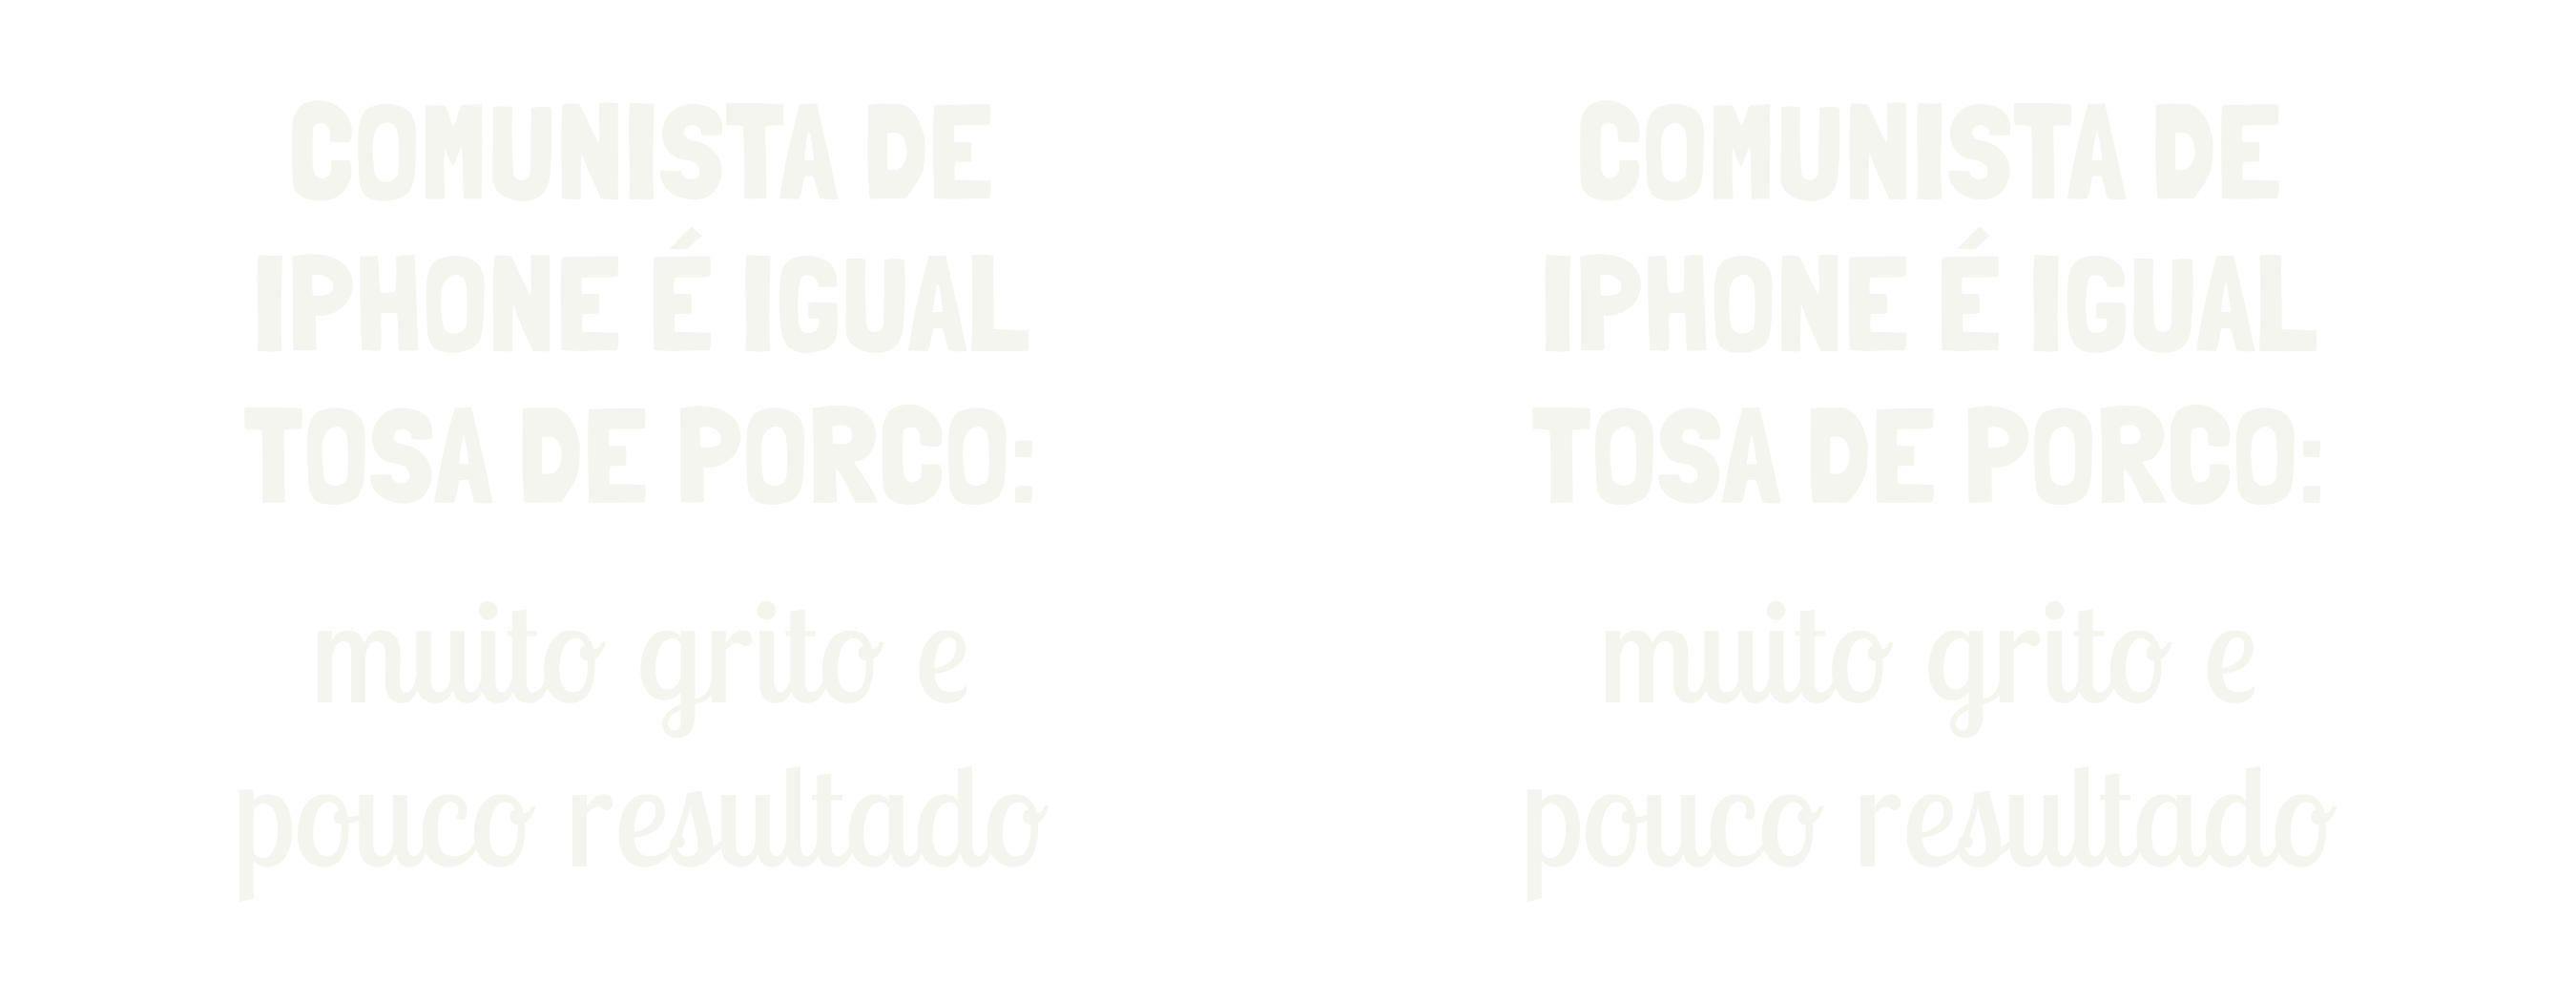 COMUNISTA DE
IPHONE É IGUAL
TOSA DE PORCO:
muito grito e
pouco resultado
COMUNISTA DE
IPHONE É IGUAL
TOSA DE PORCO:
muito grito e
pouco resultado